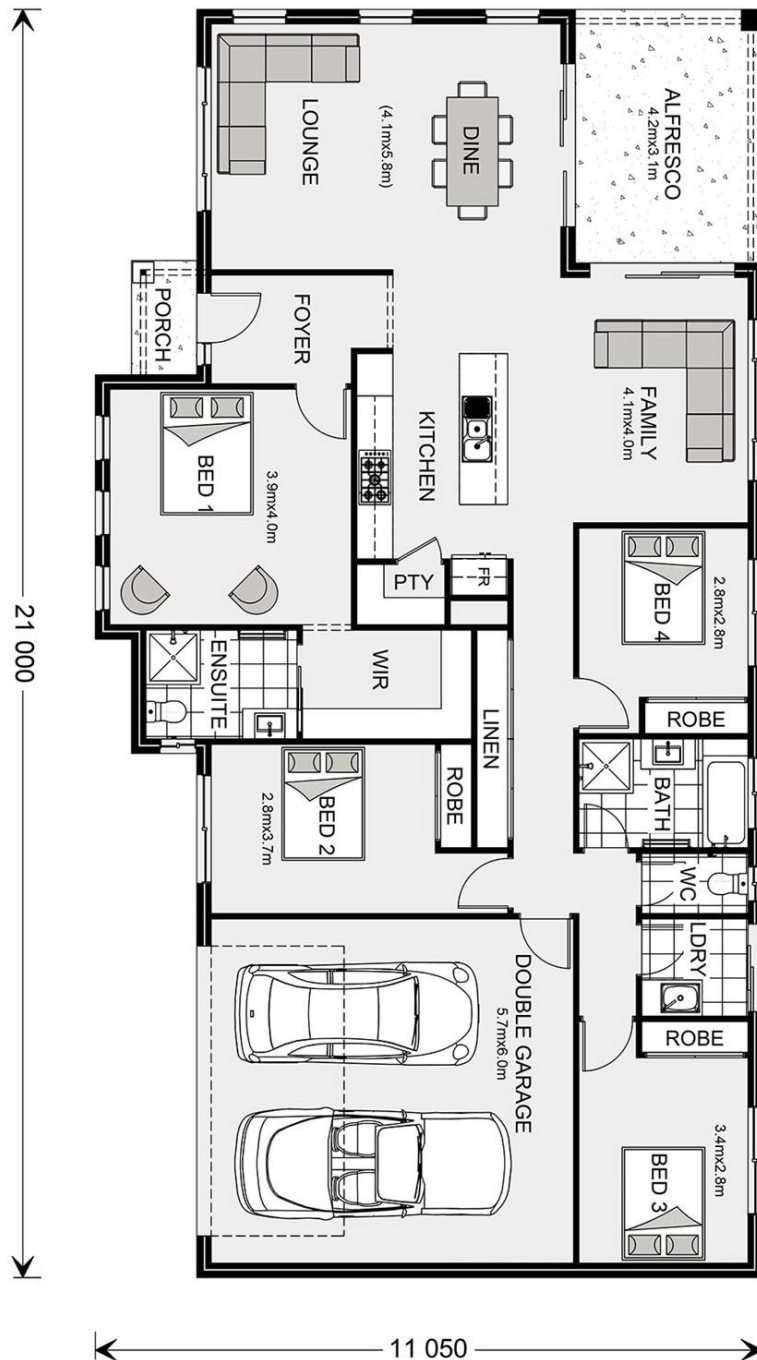 ALFRESCO
4.2mx3.1m
LOUNGE
(4.1mx5.8m)
DINE
PORCH
FOYER
FAMILY
4.1mx4.0m
KITCHEN
BED 1
3.9mx4.0m
PTY
FR
BED 4
2.8mx2.8m
ROBE
ENSUITE
WIR
LINEN
BED 2
2.8mx3.7m
ROBE
BATH
WC
LDRY
DOUBLE GARAGE
5.7mx6.0m
ROBE
BED 3
3.4mx2.8m
21 000
11 050